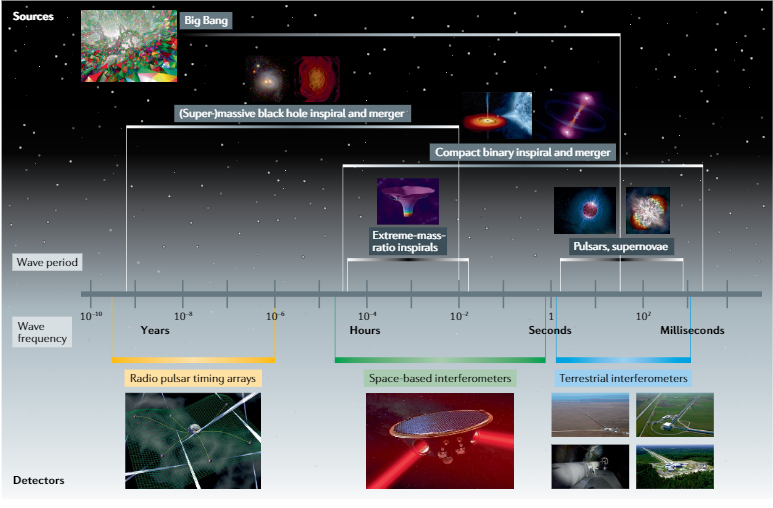 Sources
Big Bang
(Super-)massive black hole inspiral and merger
Compact binary inspiral and merger
Extreme-mass-
ratio inspirals
Pulsars, supernovae
Wave period
10⁻¹⁰
10⁻⁸
10⁻⁶
10⁻⁴
10⁻²
1
10²
Wave
frequency
Years
Hours
Seconds
Milliseconds
Radio pulsar timing arrays
Space-based interferometers
Terrestrial interferometers
Detectors